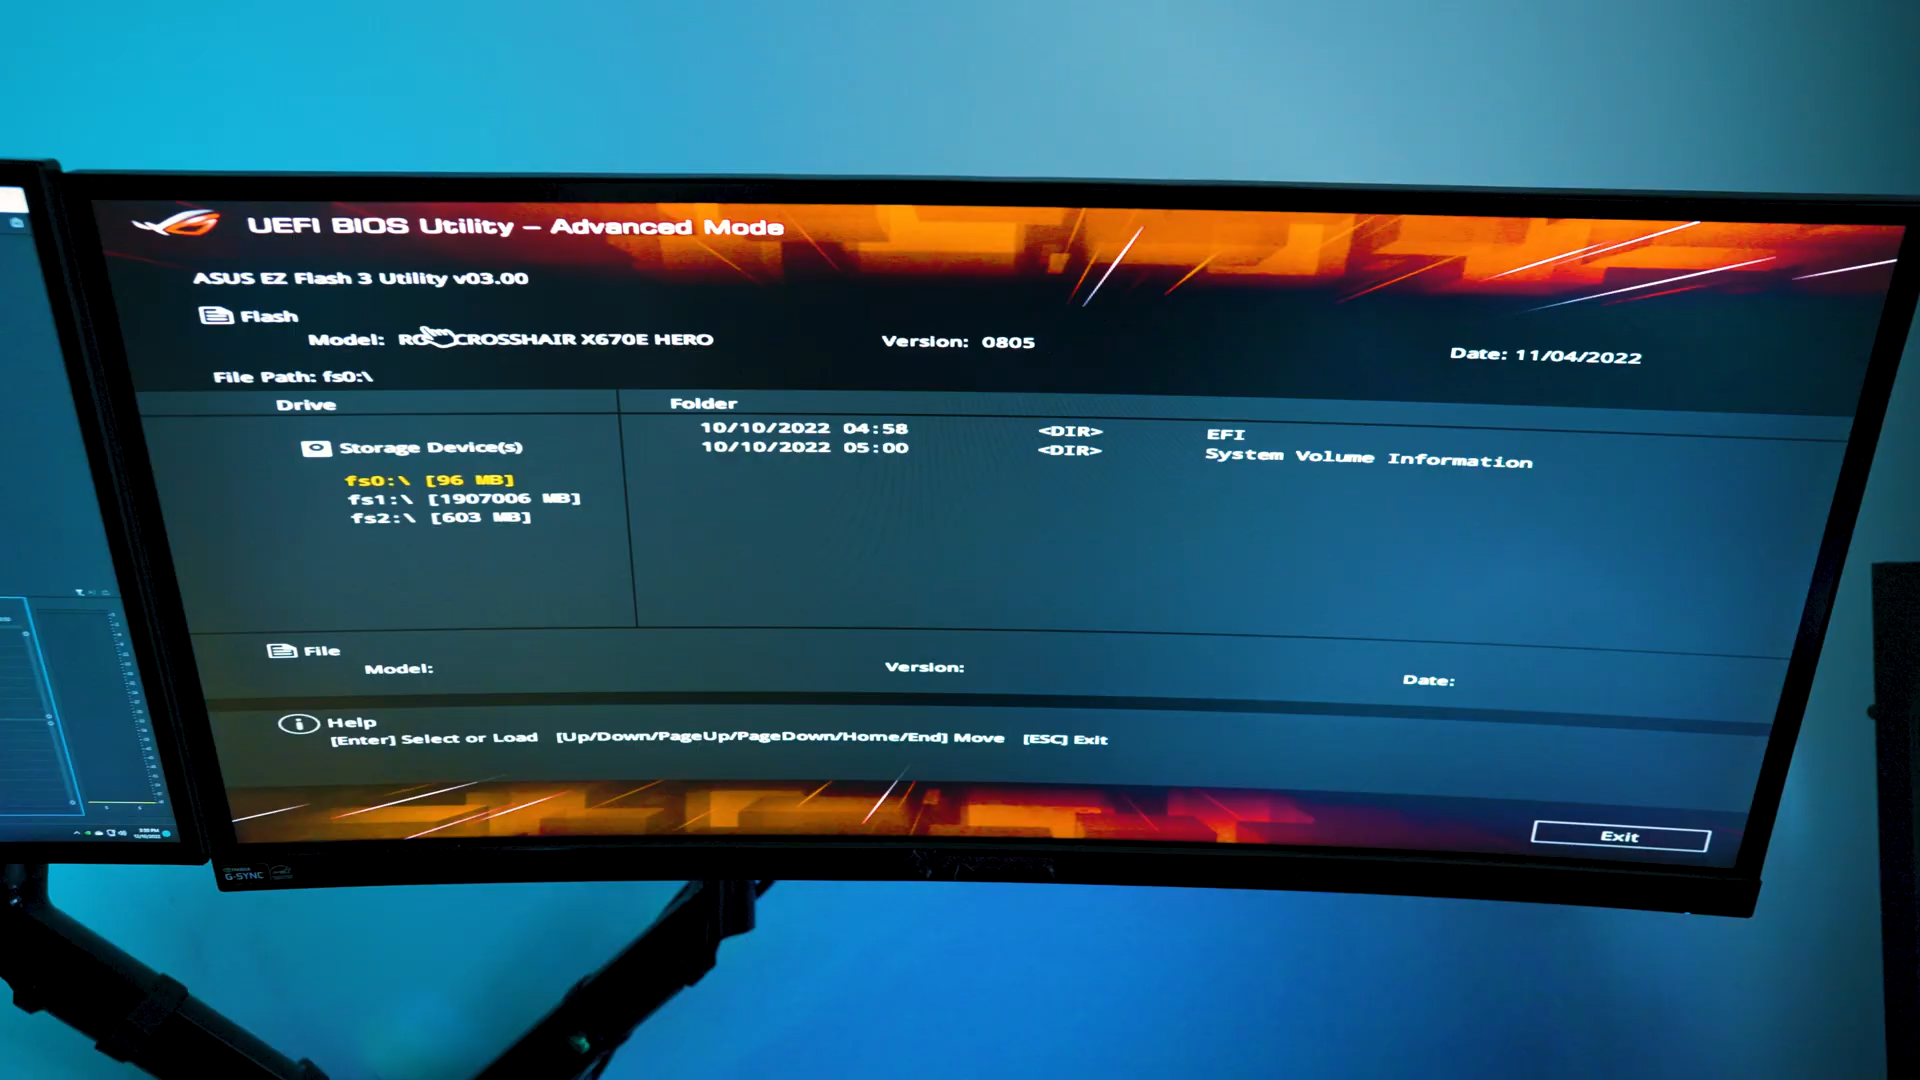 UEFI BIOS Utility – Advanced Mode
ASUS EZ Flash 3 Utility v03.00
Flash
Model: ROG CROSSHAIR X670E HERO Version: 0805 Date: 11/04/2022
File Path: fs0:\
Drive Folder
10/10/2022 04:58 <DIR> EFI
10/10/2022 05:00 <DIR> System Volume Information
Storage Device(s)
fs0:\ [96 MB]
fs1:\ [1907006 MB]
fs2:\ [603 MB]
File
Model: Version: Date:
Help
[Enter] Select or Load [Up/Down/PageUp/PageDown/Home/End] Move [ESC] Exit
Exit
G-SYNC